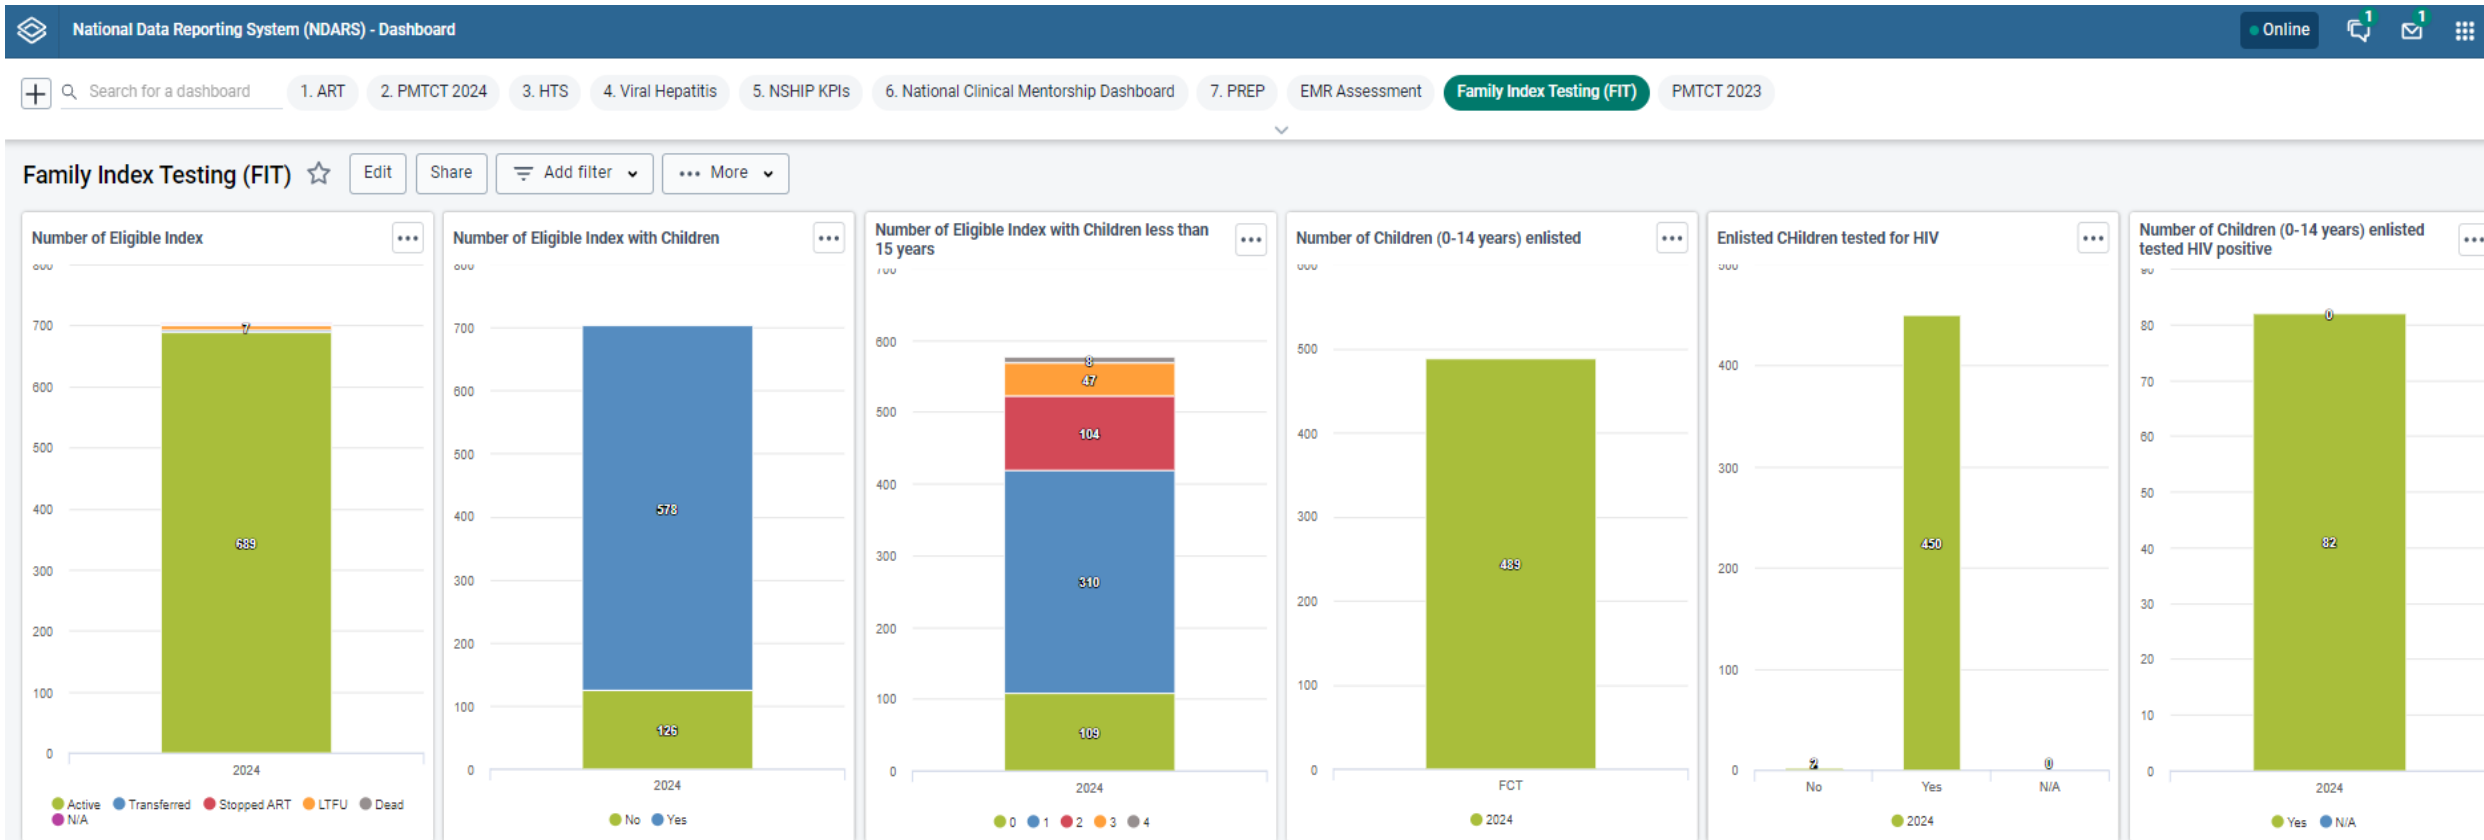 National Data Reporting System (NDARS) - Dashboard
Online
1
1
Search for a dashboard
1. ART
2. PMTCT 2024
3. HTS
4. Viral Hepatitis
5. NSHIP KPIs
6. National Clinical Mentorship Dashboard
7. PREP
EMR Assessment
Family Index Testing (FIT)
PMTCT 2023
Family Index Testing (FIT)
Edit
Share
Add filter
More
Number of Eligible Index
800
700
600
500
400
300
200
100
0
7
689
2024
Active Transferred Stopped ART LTFU Dead
N/A
Number of Eligible Index with Children
800
700
600
500
400
300
200
100
0
578
126
2024
No Yes
Number of Eligible Index with Children less than
15 years
700
600
500
400
300
200
100
0
8
47
104
310
109
2024
0 1 2 3 4
Number of Children (0-14 years) enlisted
600
500
400
300
200
100
0
489
FCT
2024
Enlisted CHildren tested for HIV
500
400
300
200
100
0
2
450
0
No Yes N/A
2024
Number of Children (0-14 years) enlisted
tested HIV positive
90
80
70
60
50
40
30
20
10
0
0
82
2024
Yes N/A